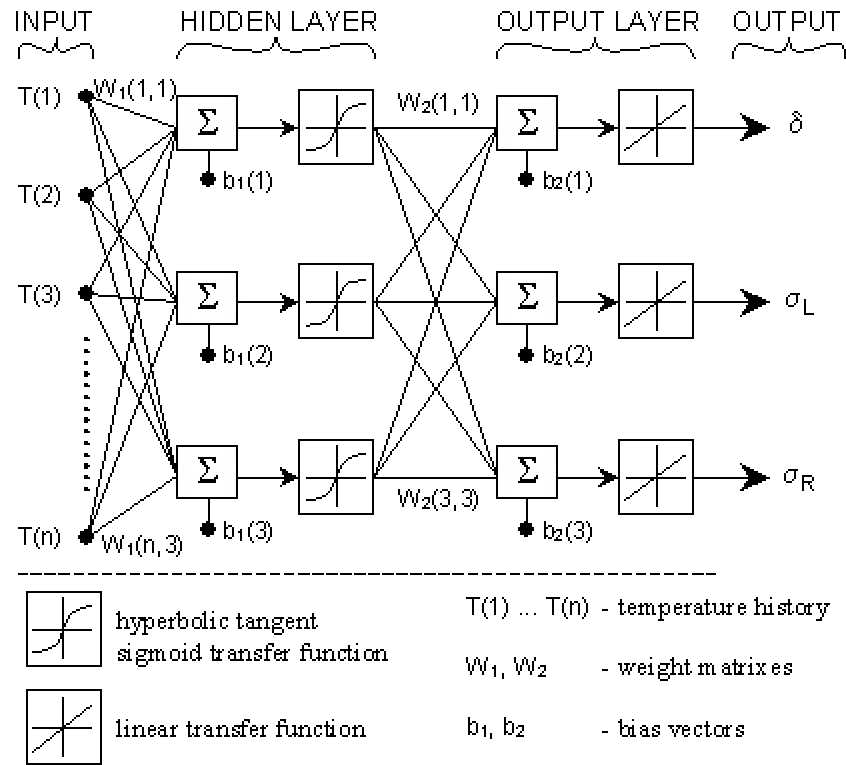 INPUT HIDDEN LAYER OUTPUT LAYER OUTPUT
T(1) W₁(1,1) Σ W₂(1,1) Σ δ
b₁(1) b₂(1)
T(2)
T(3) Σ Σ σ_L
b₁(2) b₂(2)
Σ Σ σ_R
W₂(3,3)
T(n) W₁(n,3) b₁(3) b₂(3)
hyperbolic tangent
sigmoid transfer function
linear transfer function
T(1) ... T(n) - temperature history
W₁, W₂ - weight matrixes
b₁, b₂ - bias vectors